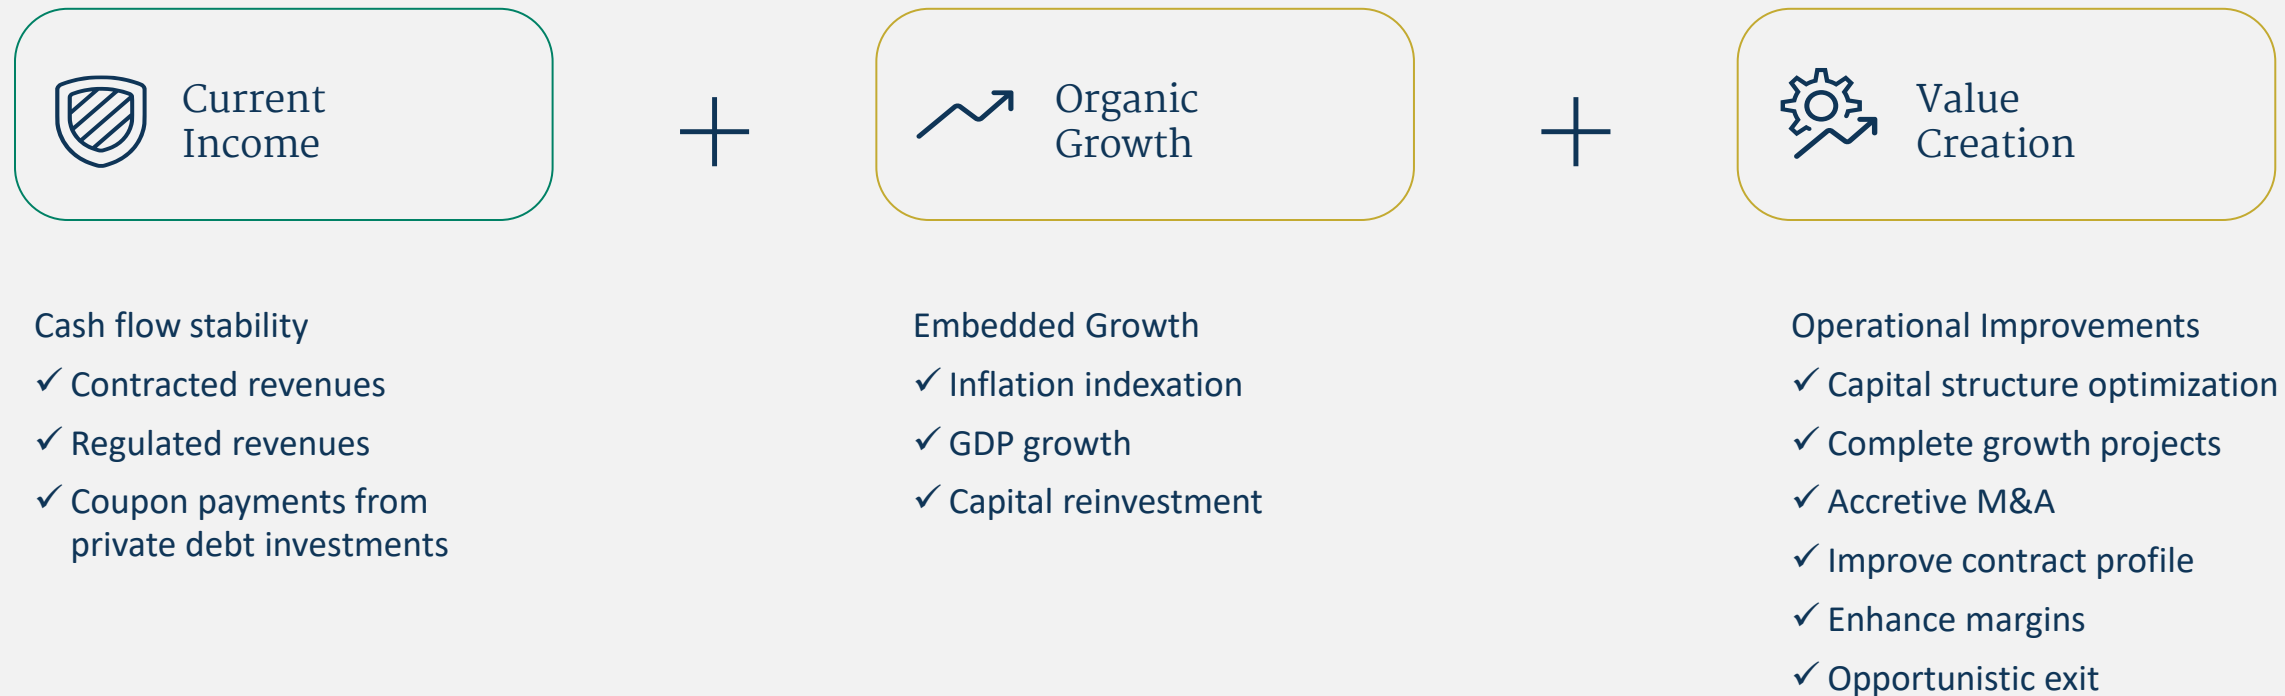 Current
Income
Organic
Growth
Value
Creation
Cash flow stability
✓ Contracted revenues
✓ Regulated revenues
✓ Coupon payments from
private debt investments
Embedded Growth
✓ Inflation indexation
✓ GDP growth
✓ Capital reinvestment
Operational Improvements
✓ Capital structure optimization
✓ Complete growth projects
✓ Accretive M&A
✓ Improve contract profile
✓ Enhance margins
✓ Opportunistic exit